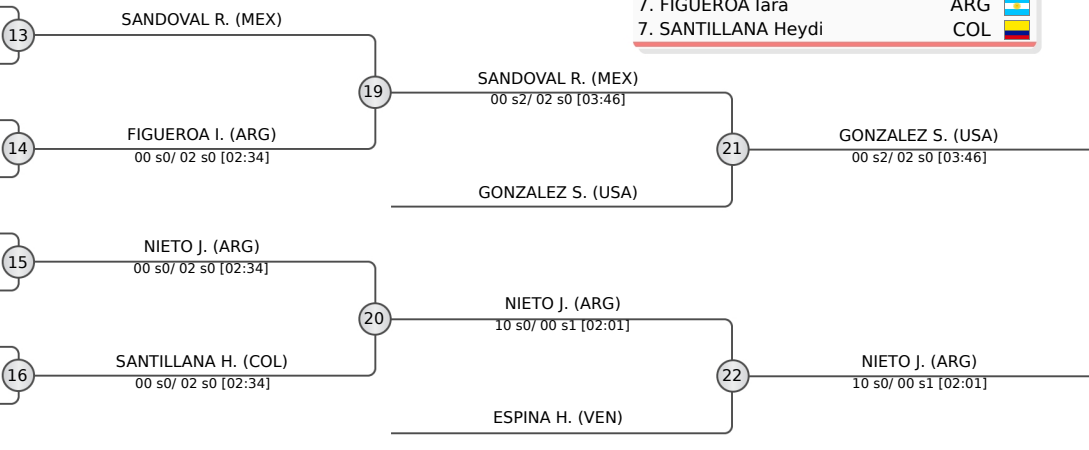 7. FIGUEROA Iara ARG
7. SANTILLANA Heydi COL
SANDOVAL R. (MEX)
13
19
SANDOVAL R. (MEX)
00 s2/ 02 s0 [03:46]
FIGUEROA I. (ARG)
14
00 s0/ 02 s0 [02:34]
21
GONZALEZ S. (USA)
00 s2/ 02 s0 [03:46]
GONZALEZ S. (USA)
NIETO J. (ARG)
15
00 s0/ 02 s0 [02:34]
20
NIETO J. (ARG)
10 s0/ 00 s1 [02:01]
SANTILLANA H. (COL)
16
00 s0/ 02 s0 [02:34]
22
NIETO J. (ARG)
10 s0/ 00 s1 [02:01]
ESPINA H. (VEN)